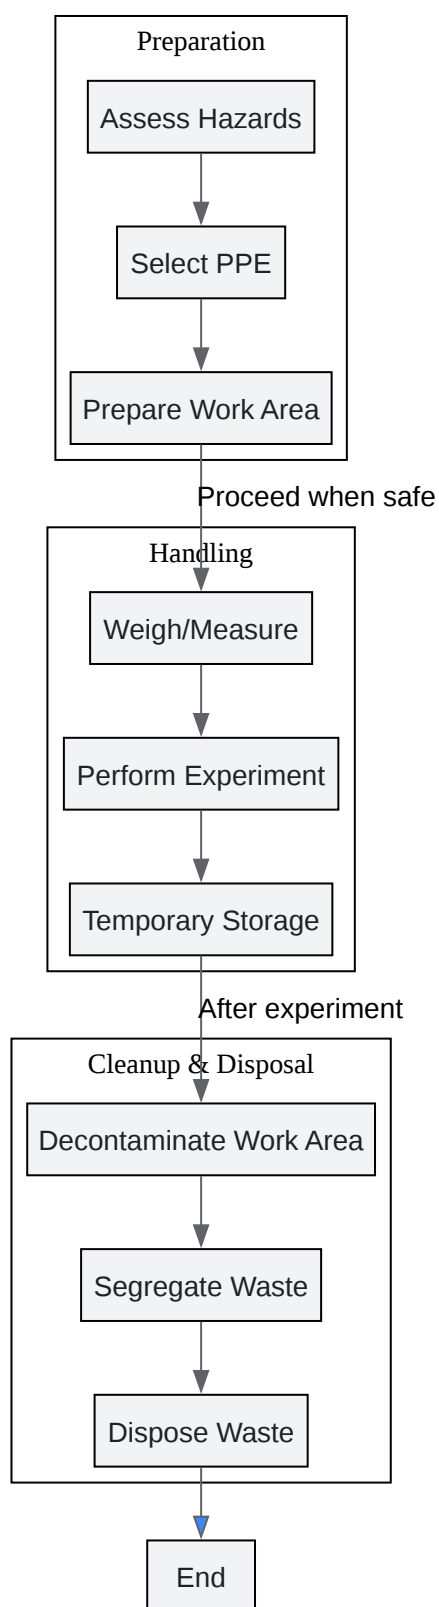 Preparation
Assess Hazards
Select PPE
Prepare Work Area
Proceed when safe
Handling
Weigh/Measure
Perform Experiment
Temporary Storage
After experiment
Cleanup & Disposal
Decontaminate Work Area
Segregate Waste
Dispose Waste
End